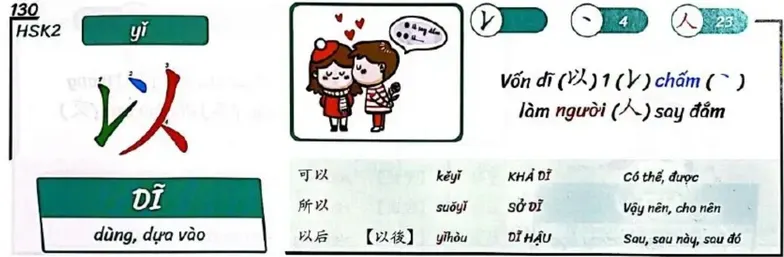 130
HSK2
yǐ
以
DĨ
dùng, dựa vào
4
人 23
Vốn dĩ (以) 1 (𠄌) chấm (丶)
làm người (人) say đắm
可以 kěyǐ KHẢ DĨ Có thể, được
所以 suǒyǐ SỞ DĨ Vậy nên, cho nên
以后 【以後】 yǐhòu DĨ HẬU Sau, sau này, sau đó